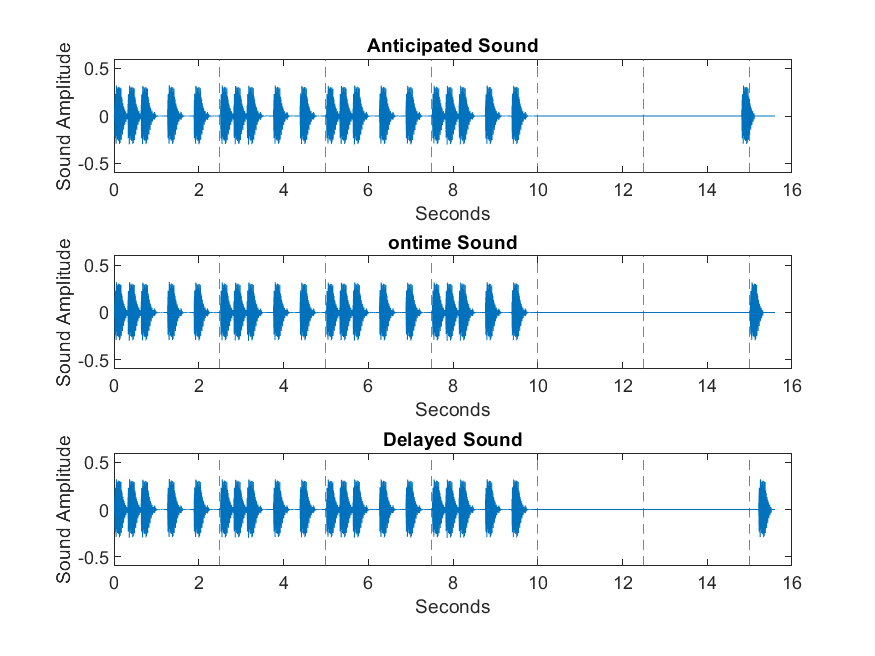 Anticipated Sound
Sound Amplitude
0.5
0
-0.5
0 2 4 6 8 10 12 14 16
Seconds
ontime Sound
Sound Amplitude
0.5
0
-0.5
0 2 4 6 8 10 12 14 16
Seconds
Delayed Sound
Sound Amplitude
0.5
0
-0.5
0 2 4 6 8 10 12 14 16
Seconds